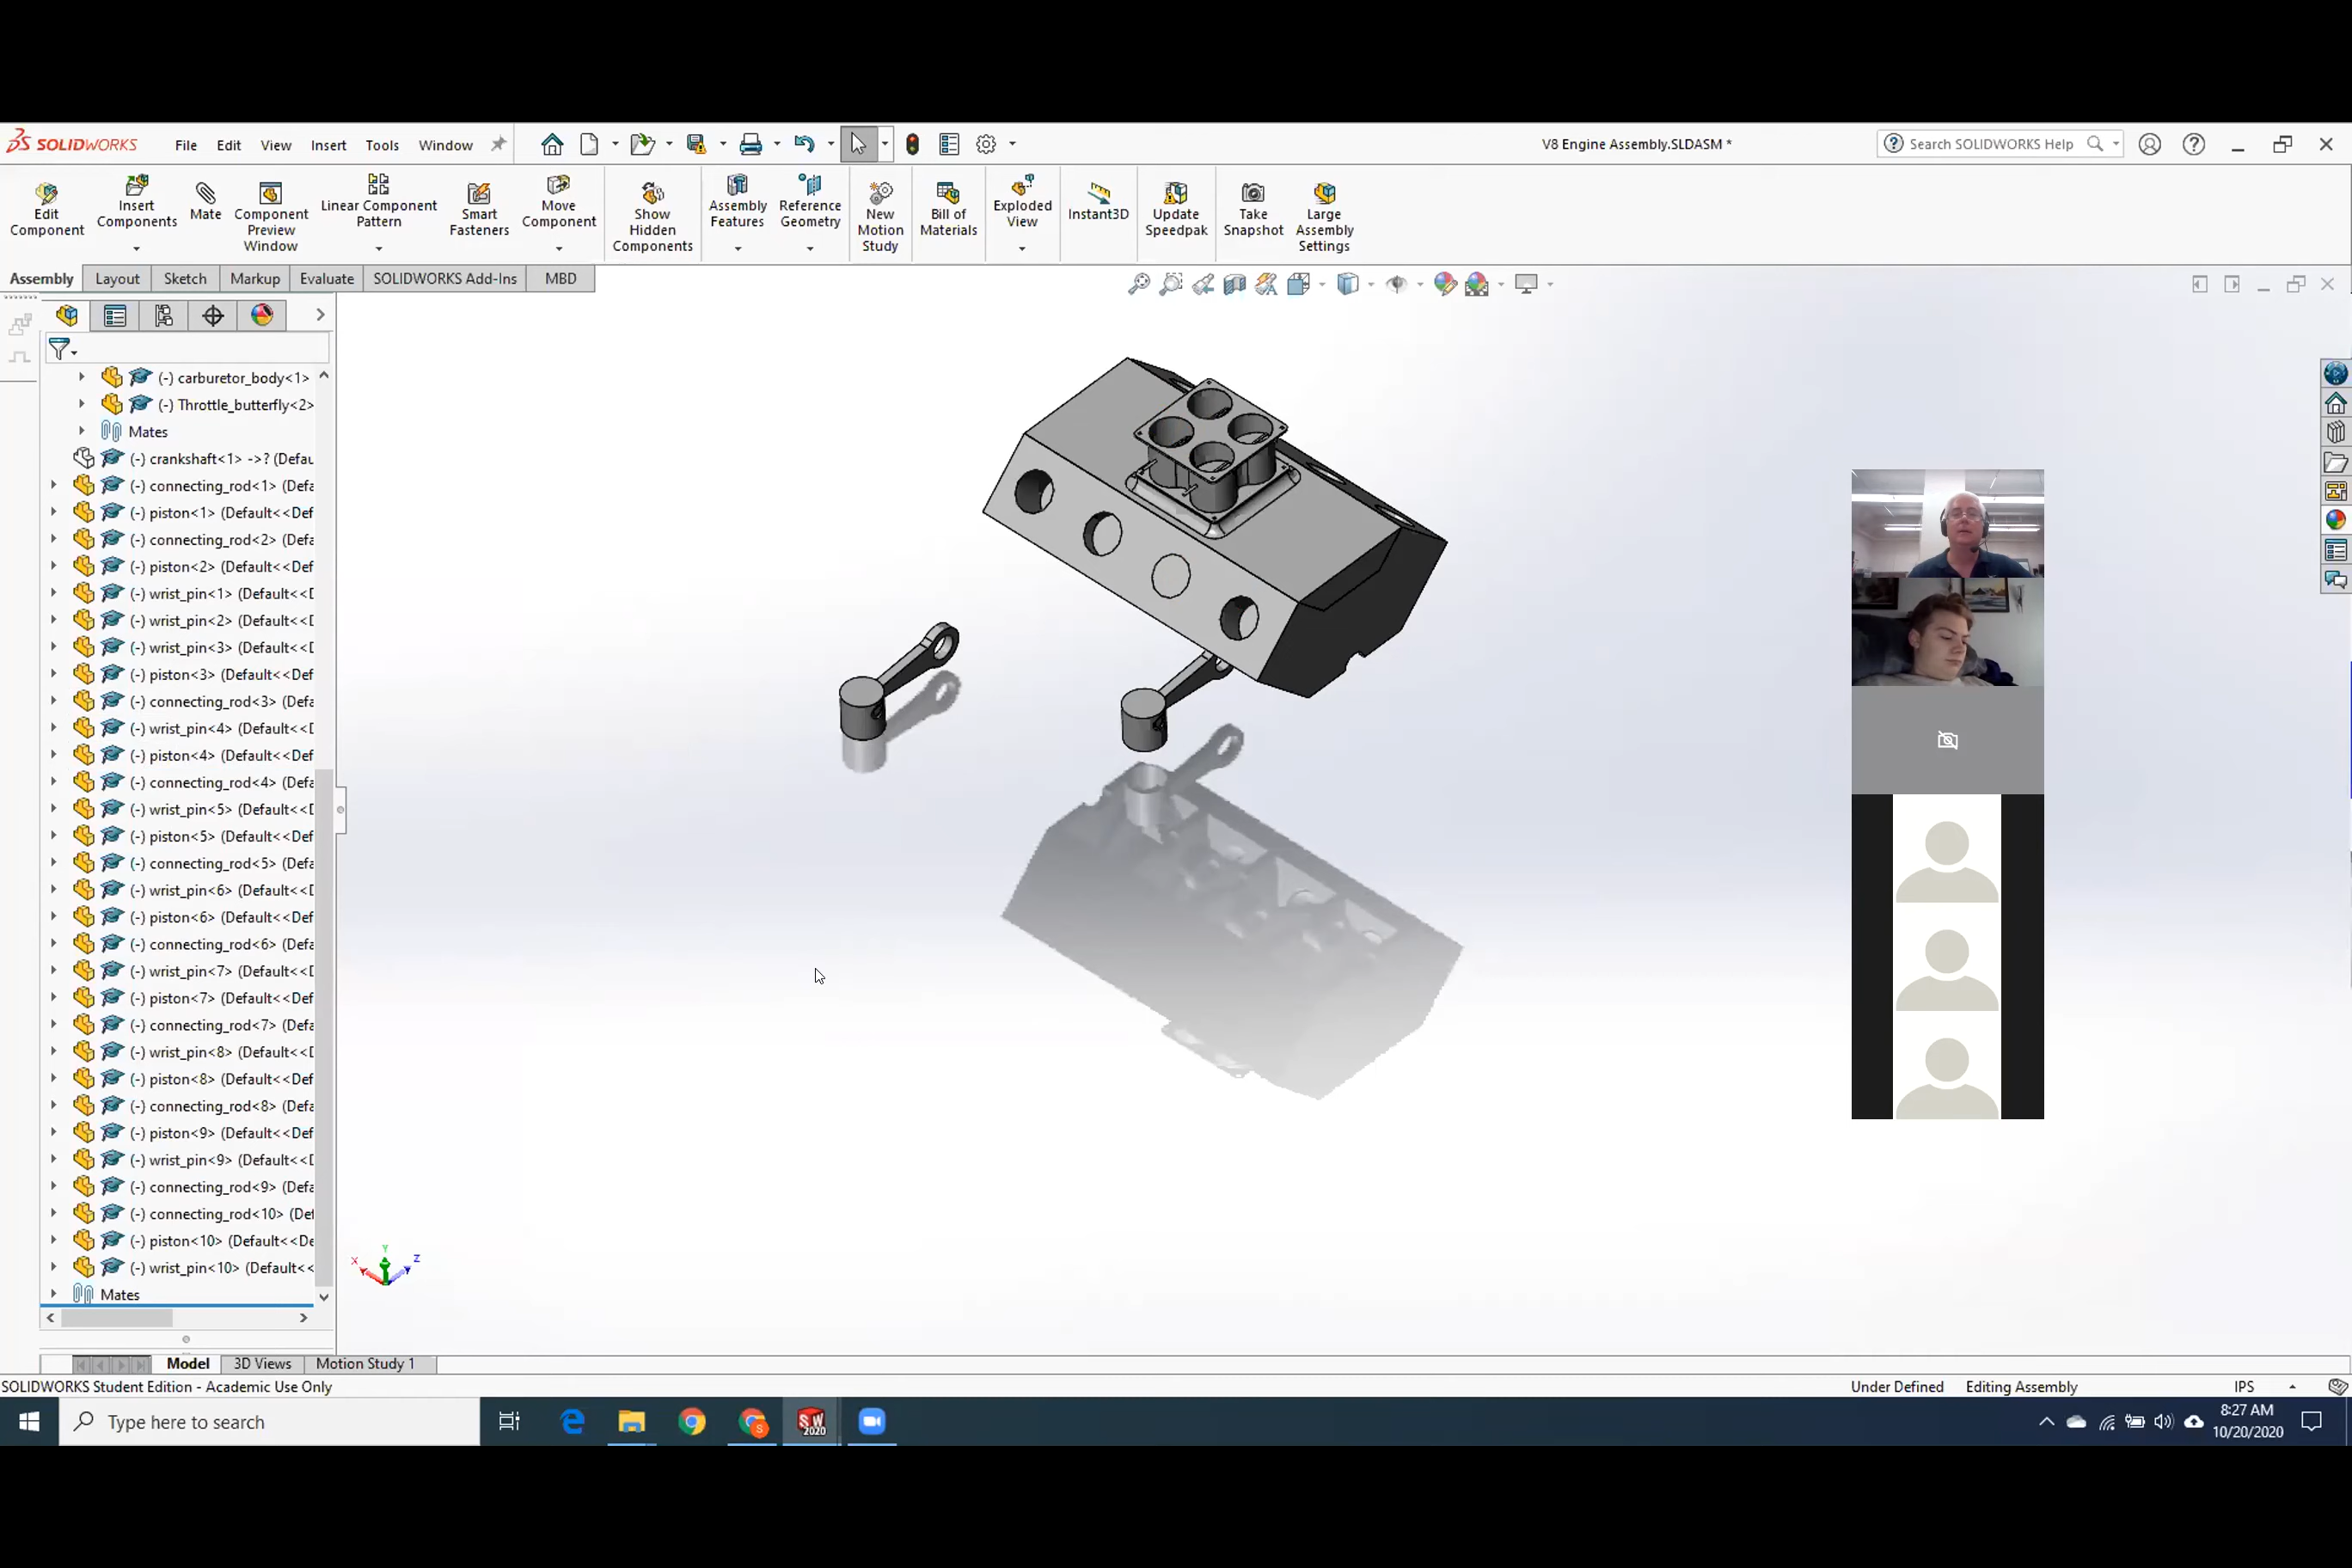 SOLIDWORKS File Edit View Insert Tools Window V8 Engine Assembly.SLDASM * Search SOLIDWORKS Help
Edit Component
Insert Components
Mate
Component Preview Window
Linear Component Pattern
Smart Fasteners
Move Component
Show Hidden Components
Assembly Features
Reference Geometry
New Motion Study
Bill of Materials
Exploded View
Instant3D
Update Speedpak
Take Snapshot
Large Assembly Settings
Assembly Layout Sketch Markup Evaluate SOLIDWORKS Add-Ins MBD
(-) carburetor_body<1>
(-) Throttle_butterfly<2>
Mates
(-) crankshaft<1> ->? (Defau
(-) connecting_rod<1> (Defa
(-) piston<1> (Default<<Def
(-) connecting_rod<2> (Defa
(-) piston<2> (Default<<Def
(-) wrist_pin<1> (Default<<D
(-) wrist_pin<2> (Default<<D
(-) wrist_pin<3> (Default<<D
(-) piston<3> (Default<<Def
(-) connecting_rod<3> (Defa
(-) wrist_pin<4> (Default<<D
(-) piston<4> (Default<<Def
(-) connecting_rod<4> (Defa
(-) wrist_pin<5> (Default<<D
(-) piston<5> (Default<<Def
(-) connecting_rod<5> (Defa
(-) wrist_pin<6> (Default<<D
(-) piston<6> (Default<<Def
(-) connecting_rod<6> (Defa
(-) wrist_pin<7> (Default<<D
(-) piston<7> (Default<<Def
(-) connecting_rod<7> (Defa
(-) wrist_pin<8> (Default<<D
(-) piston<8> (Default<<Def
(-) connecting_rod<8> (Defa
(-) piston<9> (Default<<Def
(-) wrist_pin<9> (Default<<D
(-) connecting_rod<9> (Defa
(-) connecting_rod<10> (Def
(-) piston<10> (Default<<De
(-) wrist_pin<10> (Default<<
Mates
X Y Z
Model 3D Views Motion Study 1
SOLIDWORKS Student Edition - Academic Use Only Under Defined Editing Assembly IPS
Type here to search
S
SW 2020
8:27 AM
10/20/2020